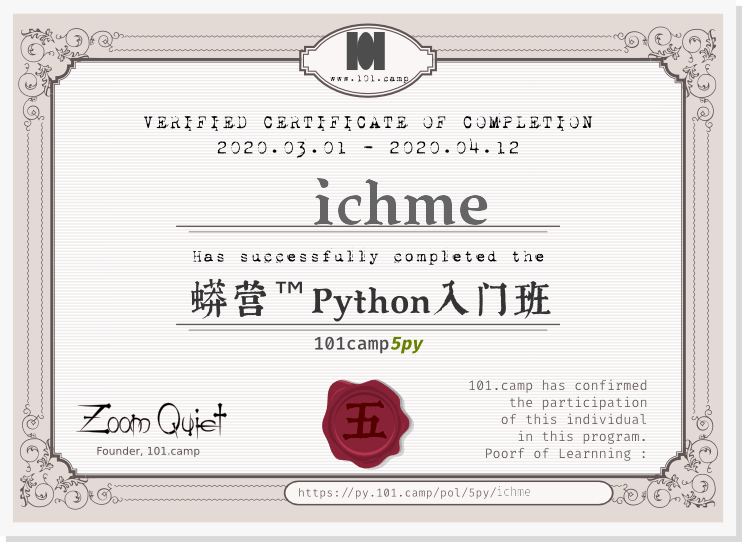 www.101.camp
VERIFIED CERTIFICATE OF COMPLETION
2020.03.01 - 2020.04.12
ichme
Has successfully completed the
蟒营™Python入门班
101camp5py
五
Zoom Quiet
Founder, 101.camp
101.camp has confirmed
the participation
of this individual
in this program.
Poorf of Learnning :
https://py.101.camp/pol/5py/ichme